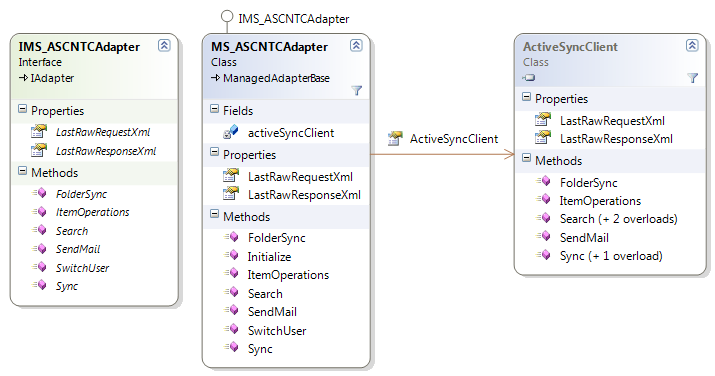 IMS_ASCNTCAdapter
IMS_ASCNTCAdapter
Interface
IAdapter
Properties
LastRawRequestXml
LastRawResponseXml
Methods
FolderSync
ItemOperations
Search
SendMail
SwitchUser
Sync
MS_ASCNTCAdapter
Class
ManagedAdapterBase
Fields
activeSyncClient
Properties
LastRawRequestXml
LastRawResponseXml
Methods
FolderSync
Initialize
ItemOperations
Search
SendMail
SwitchUser
Sync
ActiveSyncClient
ActiveSyncClient
Class
Properties
LastRawRequestXml
LastRawResponseXml
Methods
FolderSync
ItemOperations
Search (+ 2 overloads)
SendMail
Sync (+ 1 overload)